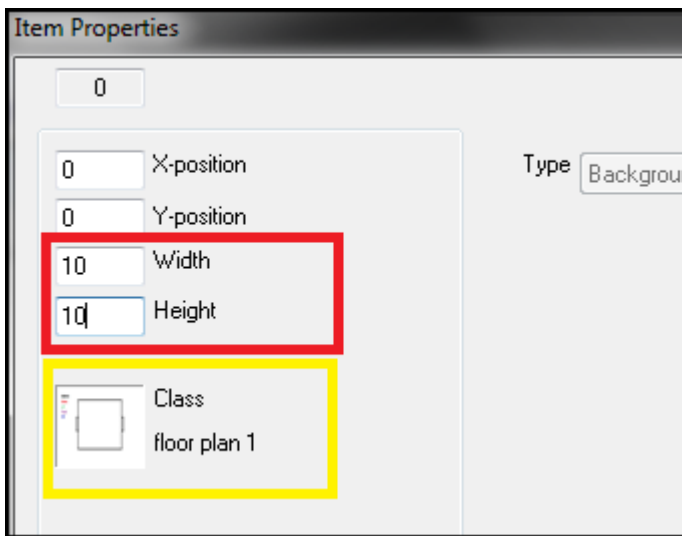 Item Properties
0
0 X-position
Type Backgrou
0 Y-position
10 Width
10 Height
Class
floor plan 1